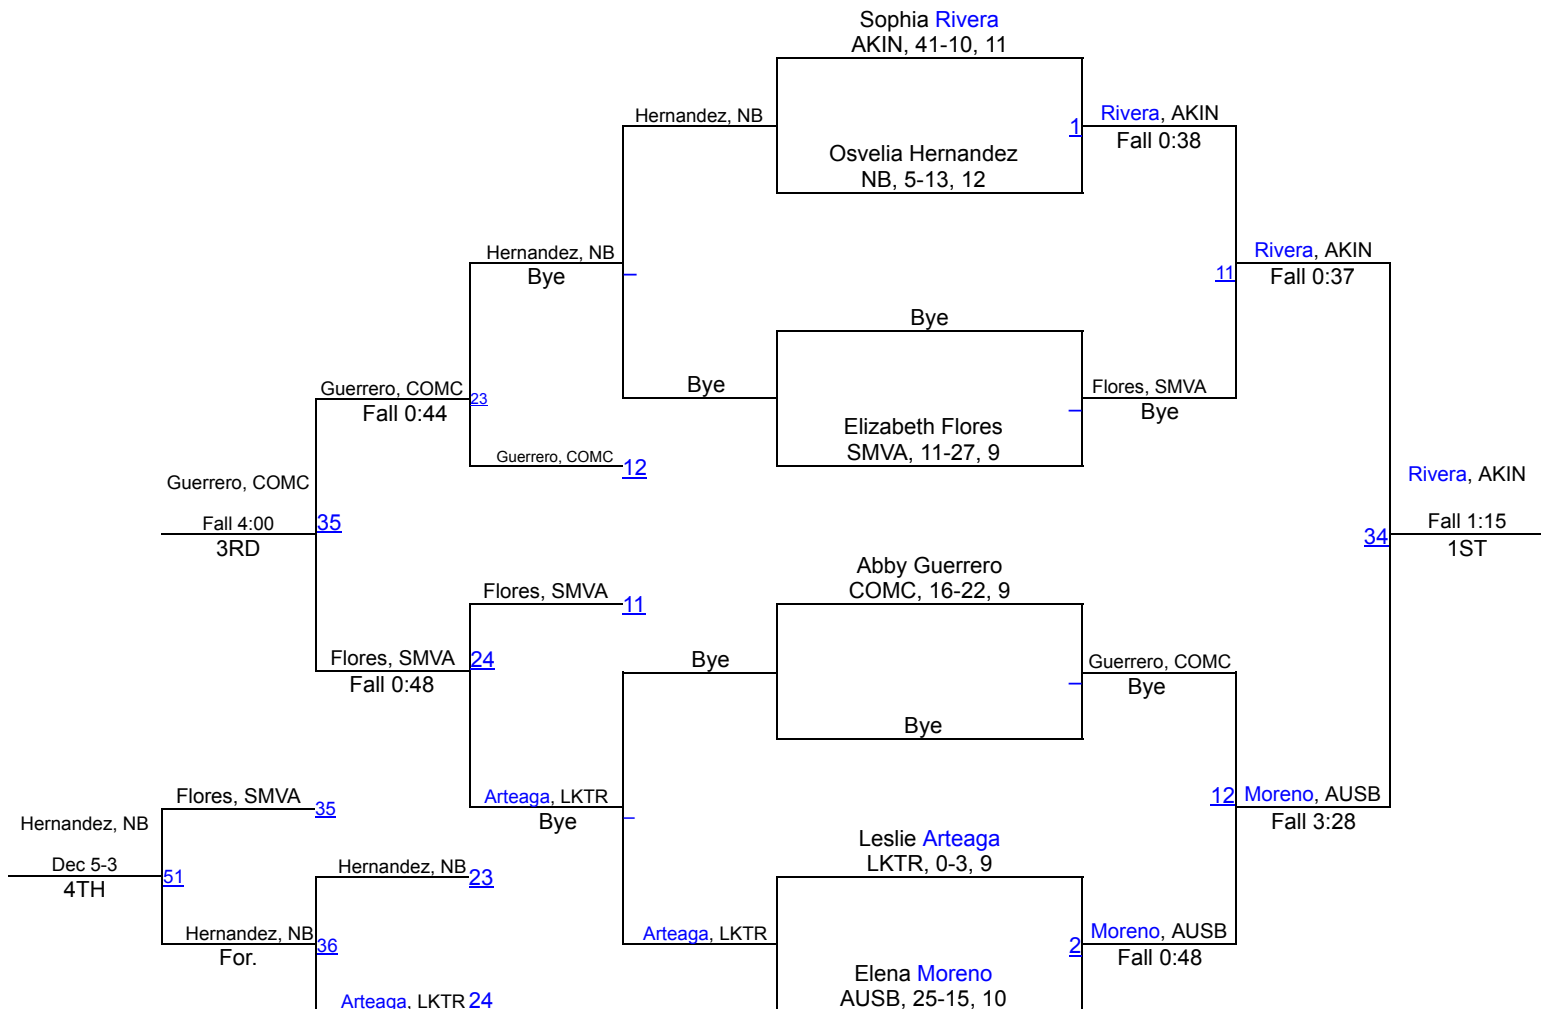 Sophia Rivera
AKIN, 41-10, 11
Hernandez, NB
1
Rivera, AKIN
Fall 0:38
Osvelia Hernandez
NB, 5-13, 12
Hernandez, NB
Bye
Rivera, AKIN
11
Fall 0:37
Bye
Guerrero, COMC
23
Fall 0:44
Bye
Flores, SMVA
Bye
Elizabeth Flores
SMVA, 11-27, 9
Guerrero, COMC
12
Guerrero, COMC
Rivera, AKIN
Fall 4:00
35
3RD
34
Fall 1:15
1ST
Abby Guerrero
COMC, 16-22, 9
Flores, SMVA
11
Flores, SMVA
24
Fall 0:48
Bye
Guerrero, COMC
Bye
Bye
Flores, SMVA
35
Arteaga, LKTR
Bye
12
Moreno, AUSB
Fall 3:28
Hernandez, NB
Leslie Arteaga
LKTR, 0-3, 9
Dec 5-3
51
4TH
Hernandez, NB
23
Hernandez, NB
36
For.
Arteaga, LKTR
2
Moreno, AUSB
Fall 0:48
Elena Moreno
AUSB, 25-15, 10
Arteaga, LKTR
24